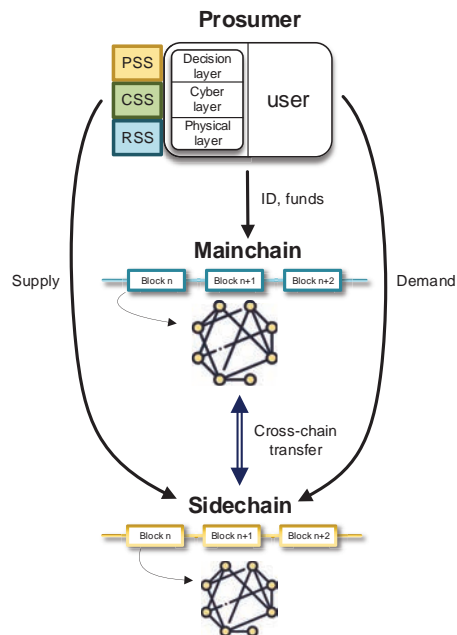 Prosumer
PSS
CSS
RSS
Decision
layer
Cyber
layer
Physical
layer
user
ID, funds
Mainchain
Supply
Block n
Block n+1
Block n+2
Demand
Cross-chain
transfer
Sidechain
Block n
Block n+1
Block n+2